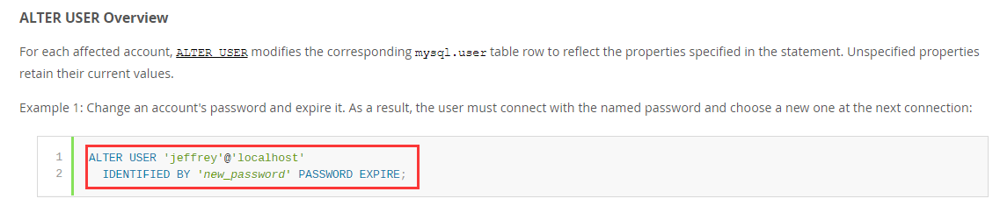 ALTER USER Overview
For each affected account, ALTER USER modifies the corresponding mysql.user table row to reflect the properties specified in the statement. Unspecified properties
retain their current values.
Example 1: Change an account's password and expire it. As a result, the user must connect with the named password and choose a new one at the next connection:
1 ALTER USER 'jeffrey'@'localhost'
2 IDENTIFIED BY 'new_password' PASSWORD EXPIRE;